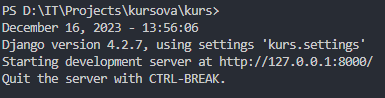 PS D:\IT\Projects\kursova\kurs>
December 16, 2023 - 13:56:06
Django version 4.2.7, using settings 'kurs.settings'
Starting development server at http://127.0.0.1:8000/
Quit the server with CTRL-BREAK.